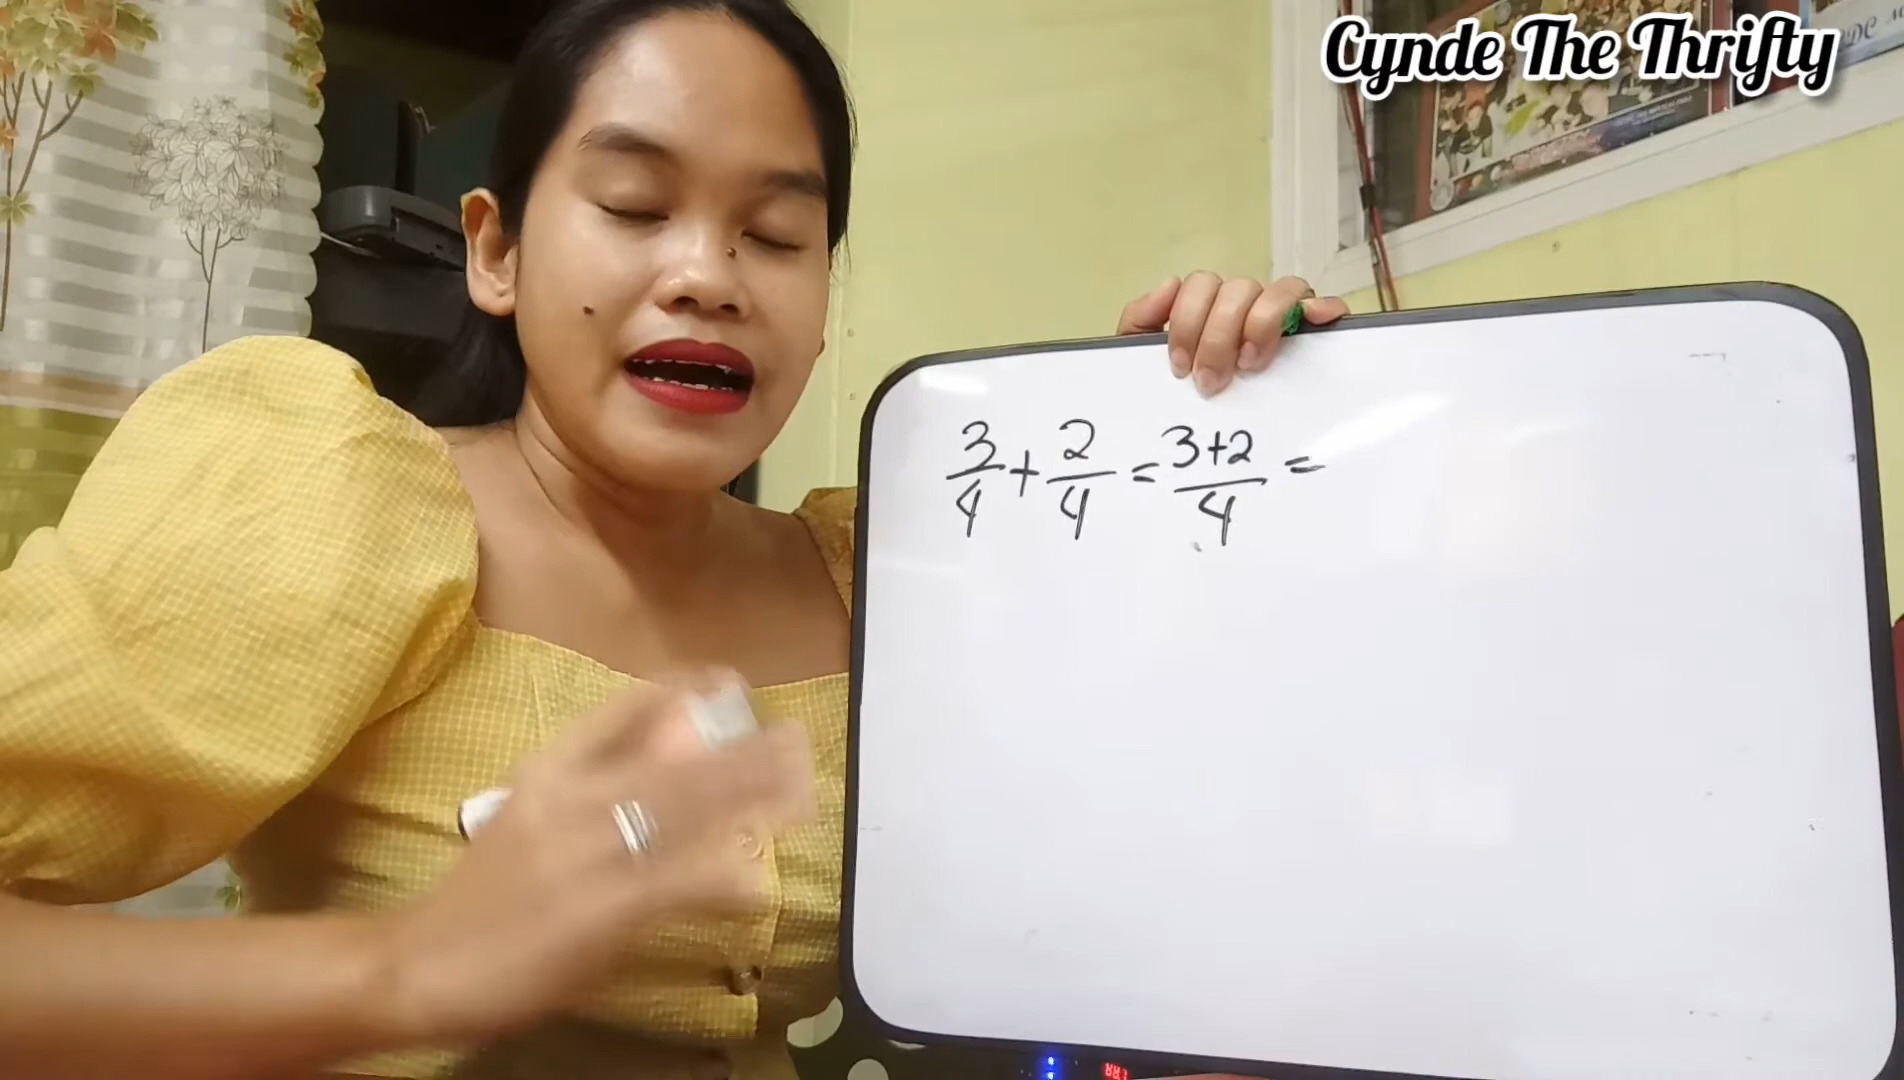 Cynde The Thrifty
3/4 + 2/4 = 3+2/4 =